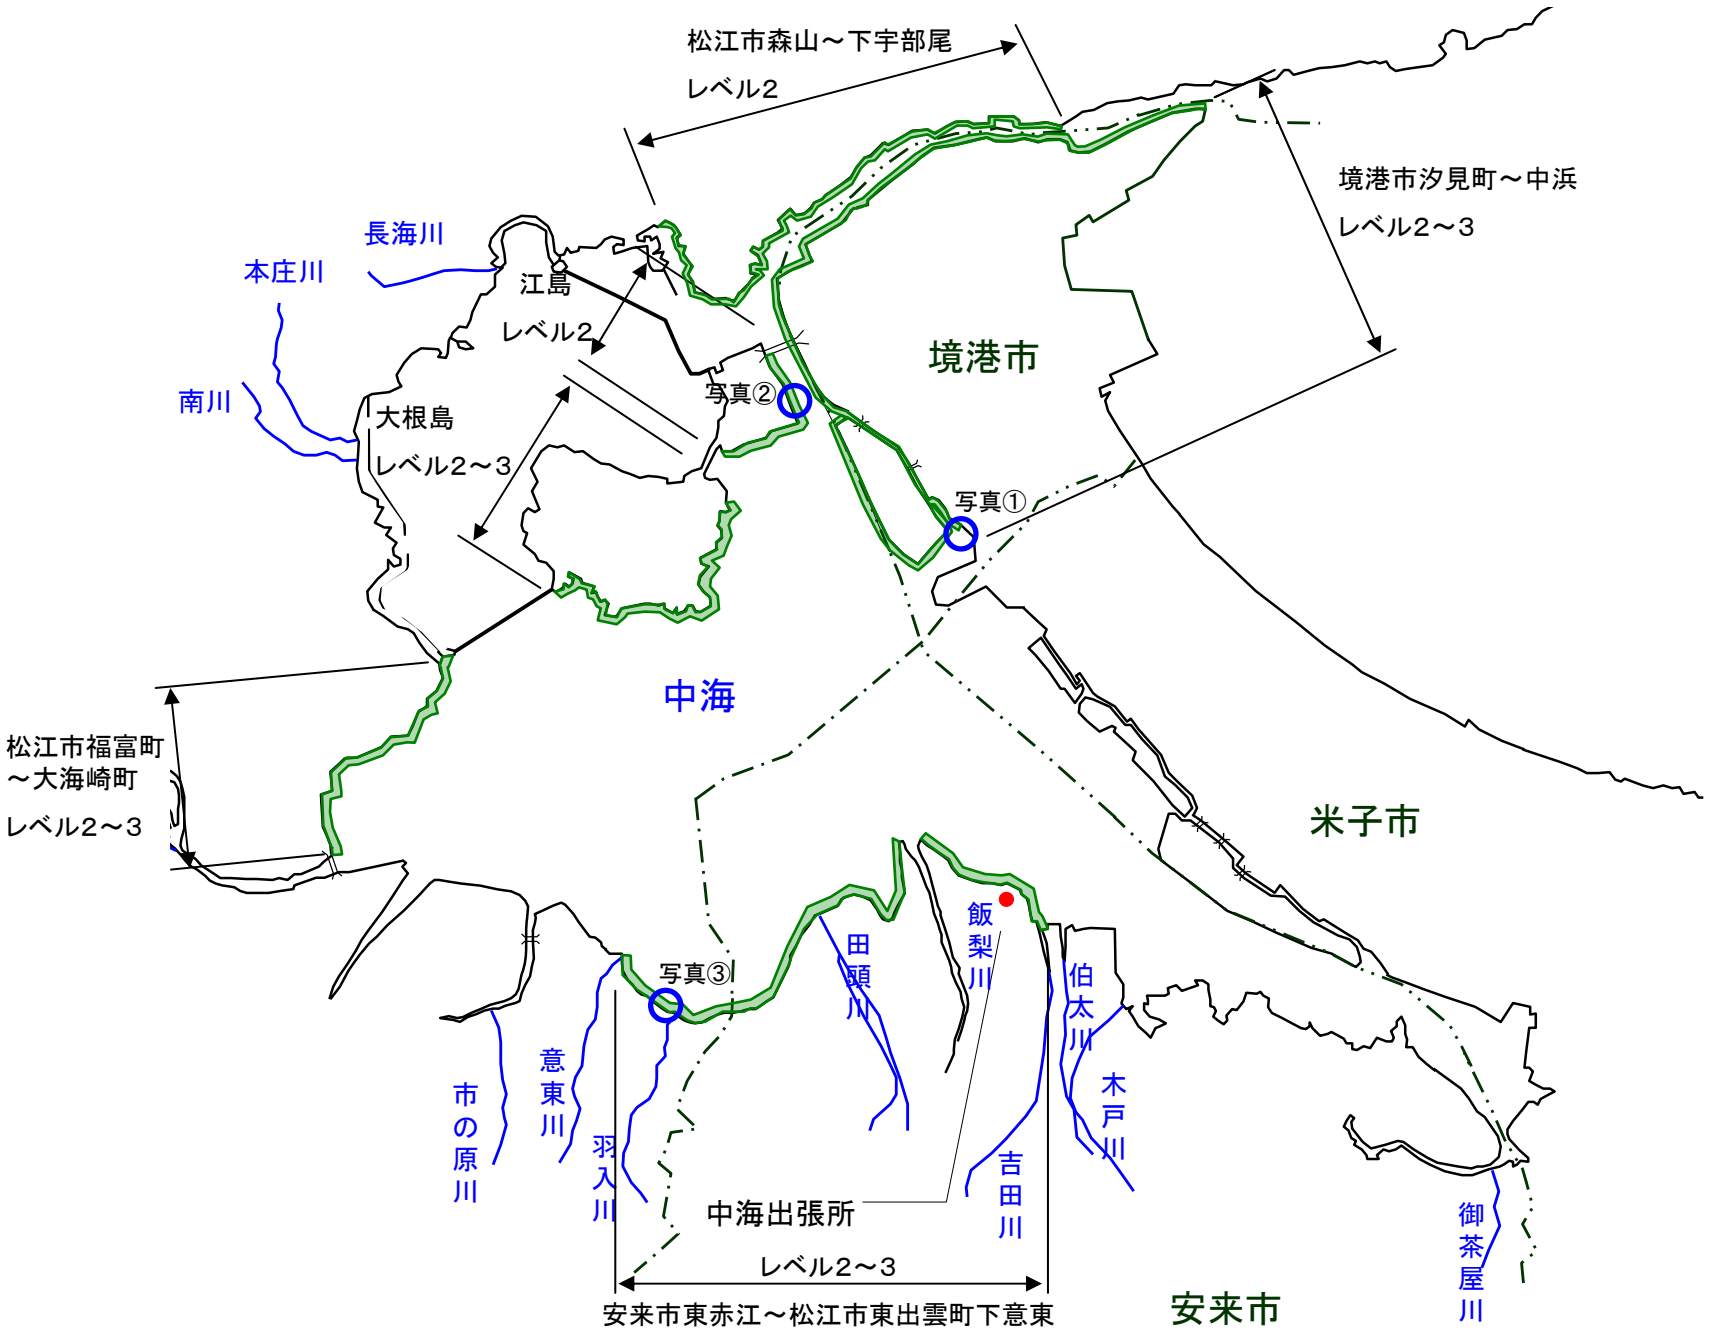 松江市森山～下宇部尾
レベル２
境港市汐見町～中浜
レベル２～３
長海川
本庄川
江島
レベル２
南川
大根島
レベル２～３
写真②
境港市
写真①
中海
松江市福富町
～大海崎町
レベル２～３
米子市
写真③
田頭川
飯梨川
伯太川
木戸川
市の原川
意東川
羽入川
吉田川
御茶屋川
中海出張所
レベル２～３
安来市東赤江～松江市東出雲町下意東
安来市